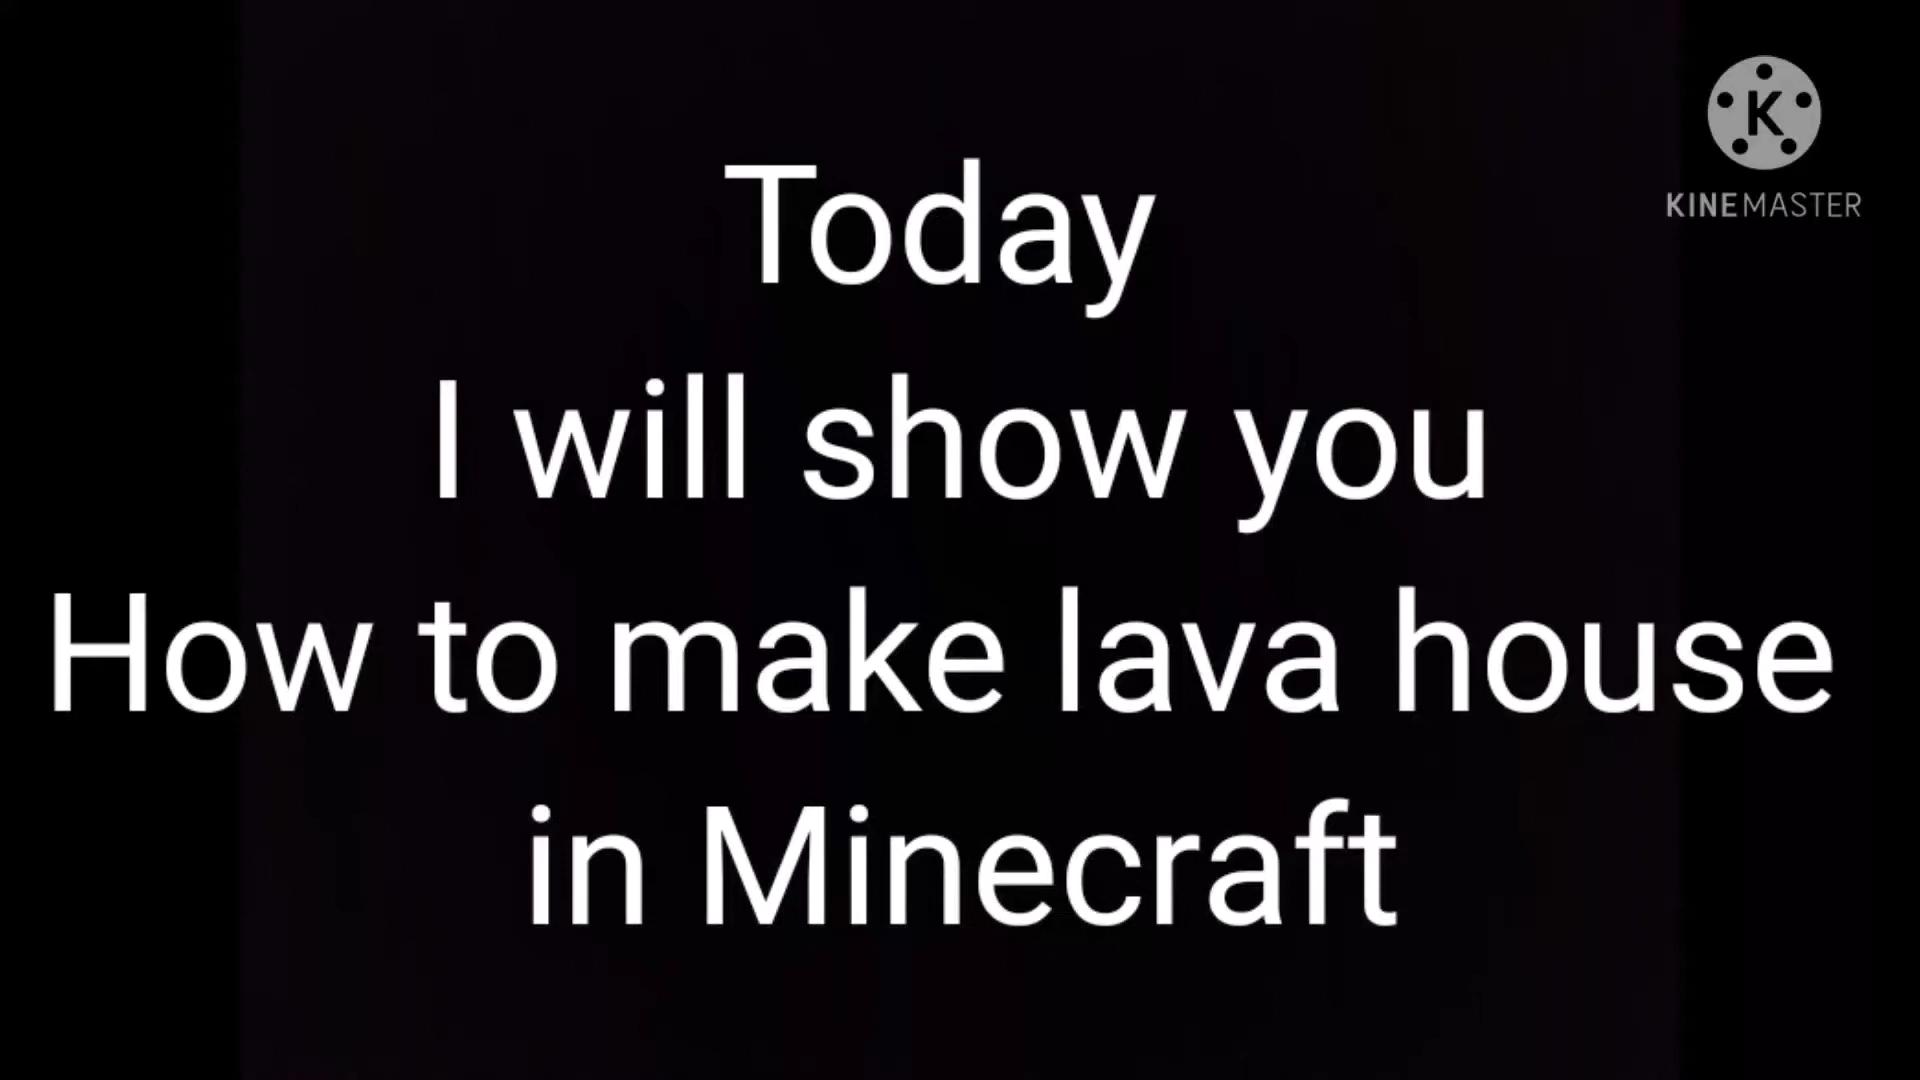 K
KINEMASTER
Today
I will show you
How to make lava house
in Minecraft